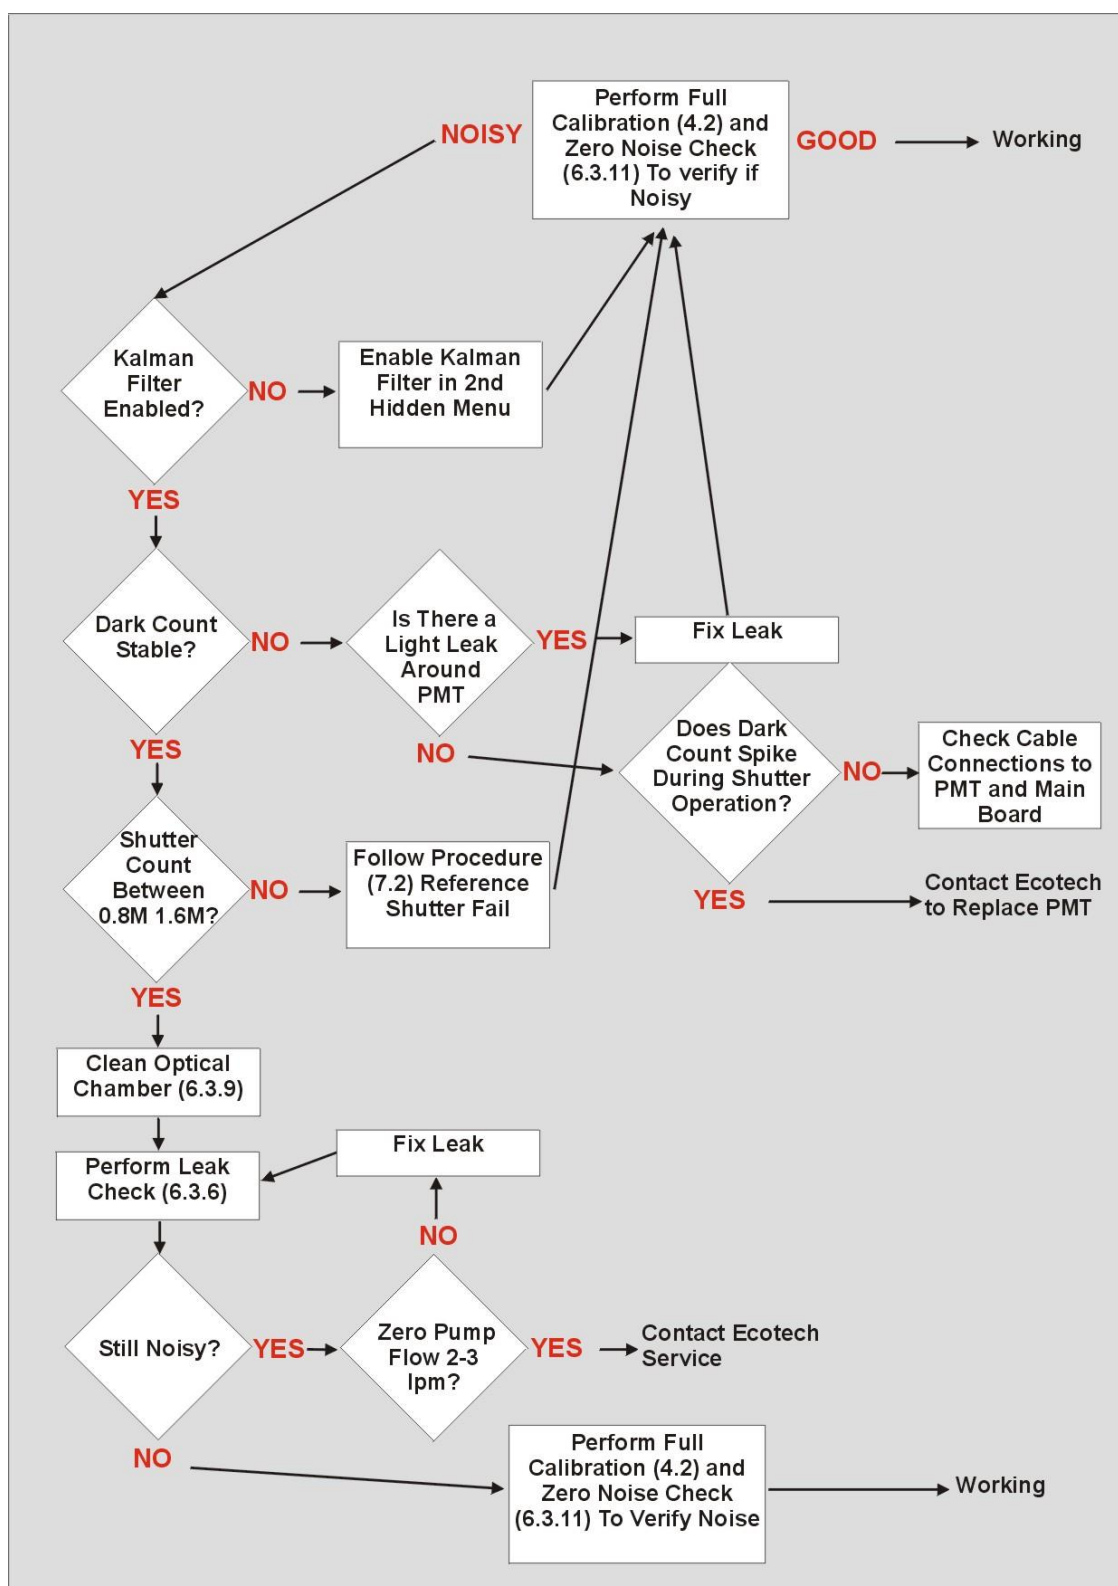 Perform Full
Calibration (4.2) and
Zero Noise Check
(6.3.11) To verify if
Noisy
NOISY
GOOD
Working
Kalman
Filter
Enabled?
NO
Enable Kalman
Filter in 2nd
Hidden Menu
YES
Dark Count
Stable?
NO
Is There a
Light Leak
Around
PMT
YES
Fix Leak
NO
Does Dark
Count Spike
During Shutter
Operation?
NO
Check Cable
Connections to
PMT and Main
Board
YES
Contact Ecotech
to Replace PMT
YES
Shutter
Count
Between
0.8M 1.6M?
NO
Follow Procedure
(7.2) Reference
Shutter Fail
YES
Clean Optical
Chamber (6.3.9)
Perform Leak
Check (6.3.6)
Fix Leak
NO
Still Noisy?
YES
Zero Pump
Flow 2-3
lpm?
YES
Contact Ecotech
Service
NO
Perform Full
Calibration (4.2) and
Zero Noise Check
(6.3.11) To Verify Noise
Working